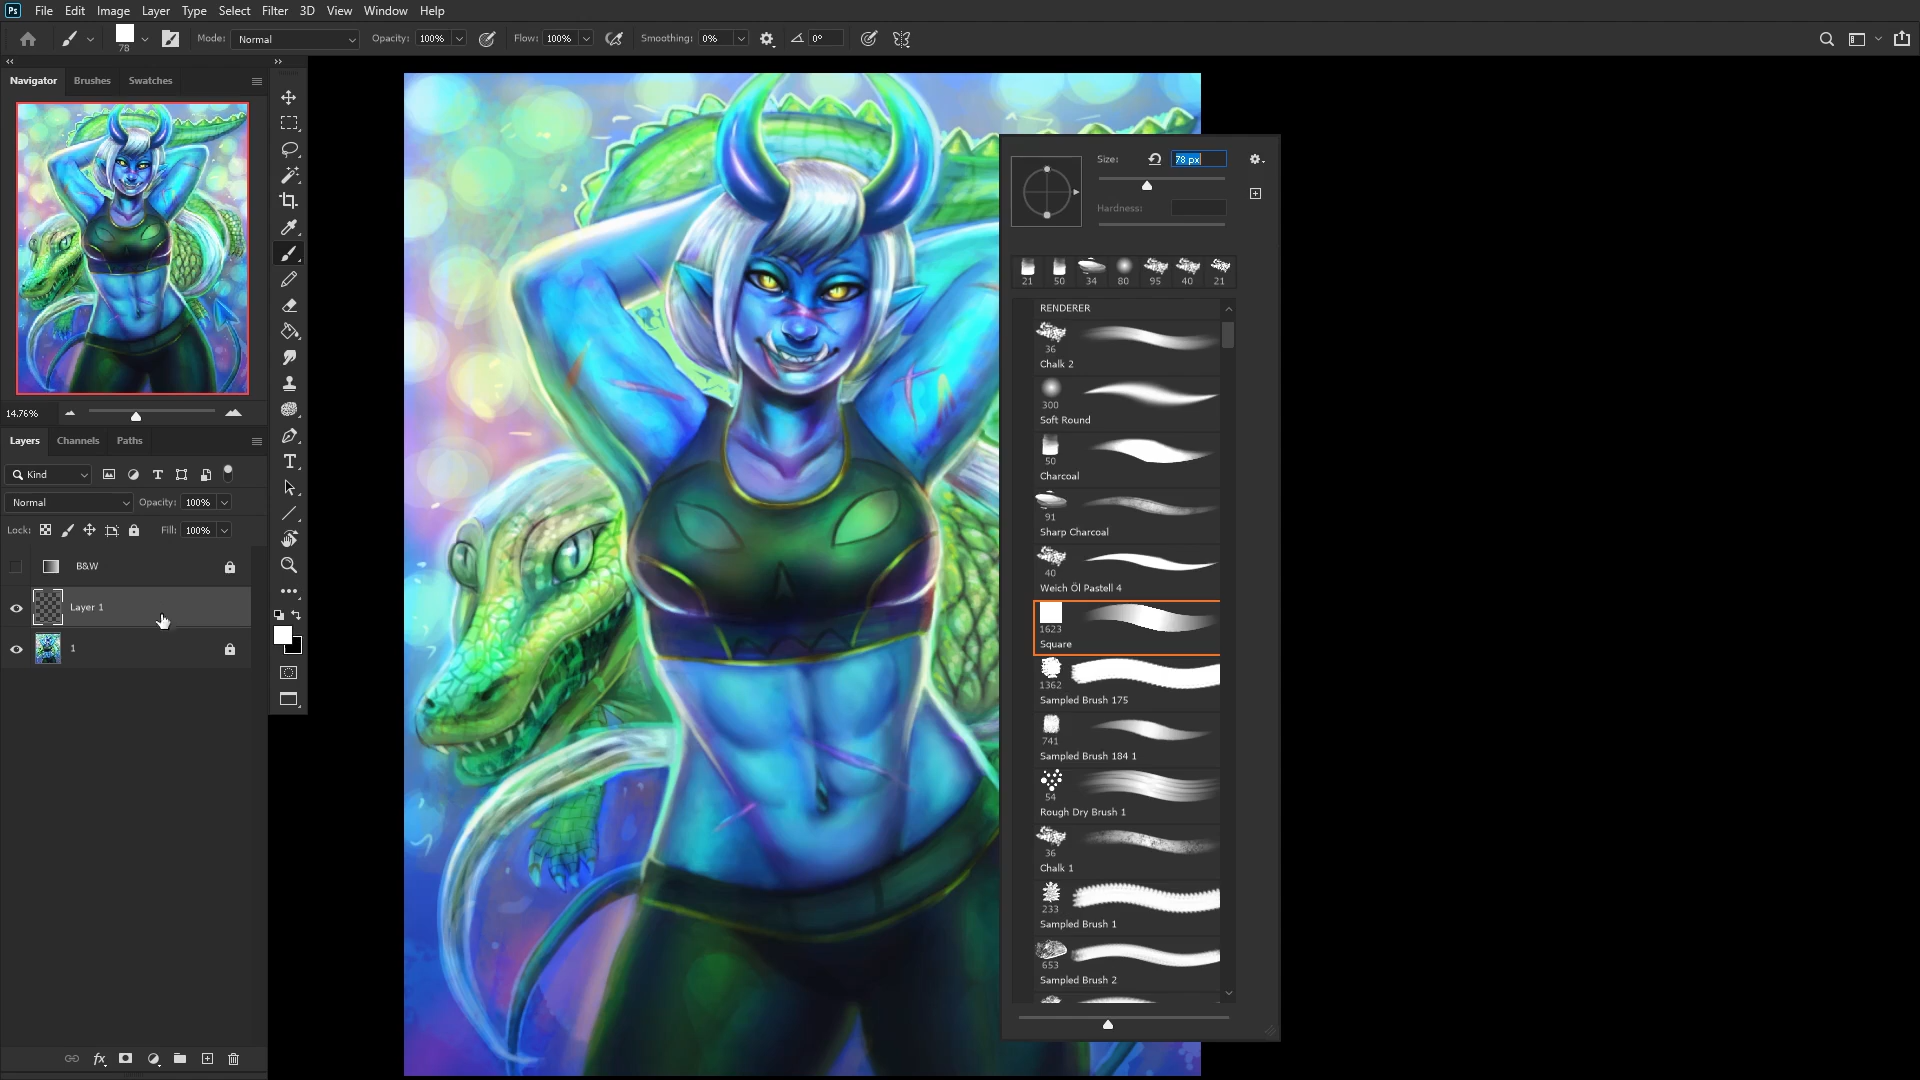 Ps File Edit Image Layer Type Select Filter 3D View Window Help
78 Mode: Normal Opacity: 100% Flow: 100% Smoothing: 0% 0°
Navigator Brushes Swatches
14.76%
Layers Channels Paths
Kind
Normal Opacity: 100%
Lock: Fill: 100%
B&W
Layer 1
1
fx
Size: 78 px
Hardness:
21 50 34 80 95 40 21
RENDERER
36
Chalk 2
300
Soft Round
50
Charcoal
91
Sharp Charcoal
40
Weich Öl Pastell 4
1623
Square
1362
Sampled Brush 175
741
Sampled Brush 184 1
54
Rough Dry Brush 1
36
Chalk 1
233
Sampled Brush 1
653
Sampled Brush 2